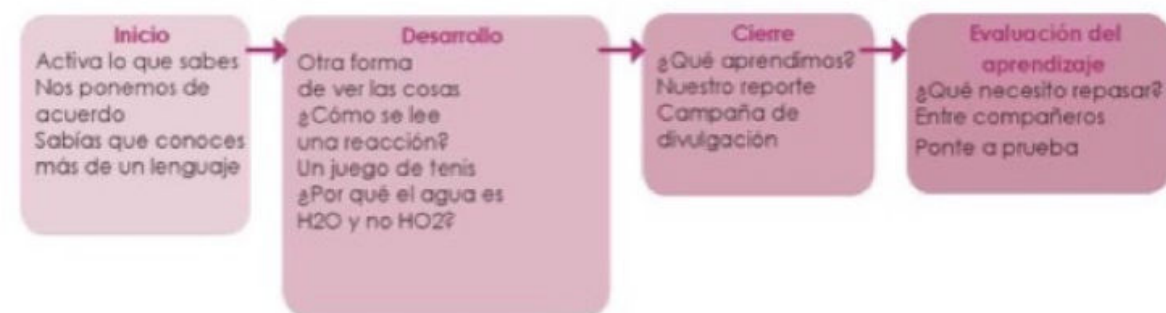 Inicio
Activa lo que sabes
Nos ponemos de
acuerdo
Sabías que conoces
más de un lenguaje
Desarrollo
Otra forma
de ver las cosas
¿Cómo se lee
una reacción?
Un juego de tenis
¿Por qué el agua es
H2O y no HO2?
Cierre
¿Qué aprendimos?
Nuestro reporte
Campaña de
divulgación
Evaluación del
aprendizaje
¿Qué necesito repasar?
Entre compañeros
Ponte a prueba